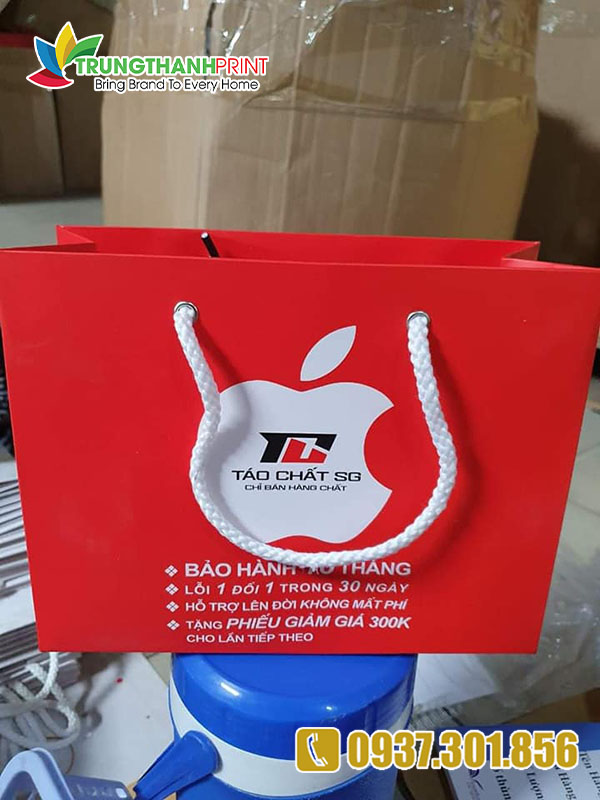 TRUNGTHANHPRINT
Bring Brand To Every Home
TÁO CHẤT SG
CHỈ BÁN HÀNG CHẤT
❖ BẢO HÀNH THÁNG
❖ LỖI 1 ĐỔI 1 TRONG 30 NGÀY
❖ HỖ TRỢ LÊN ĐỜI KHÔNG MẤT PHÍ
❖ TẶNG PHIẾU GIẢM GIÁ 300K
CHO LẦN TIẾP THEO
0937.301.856